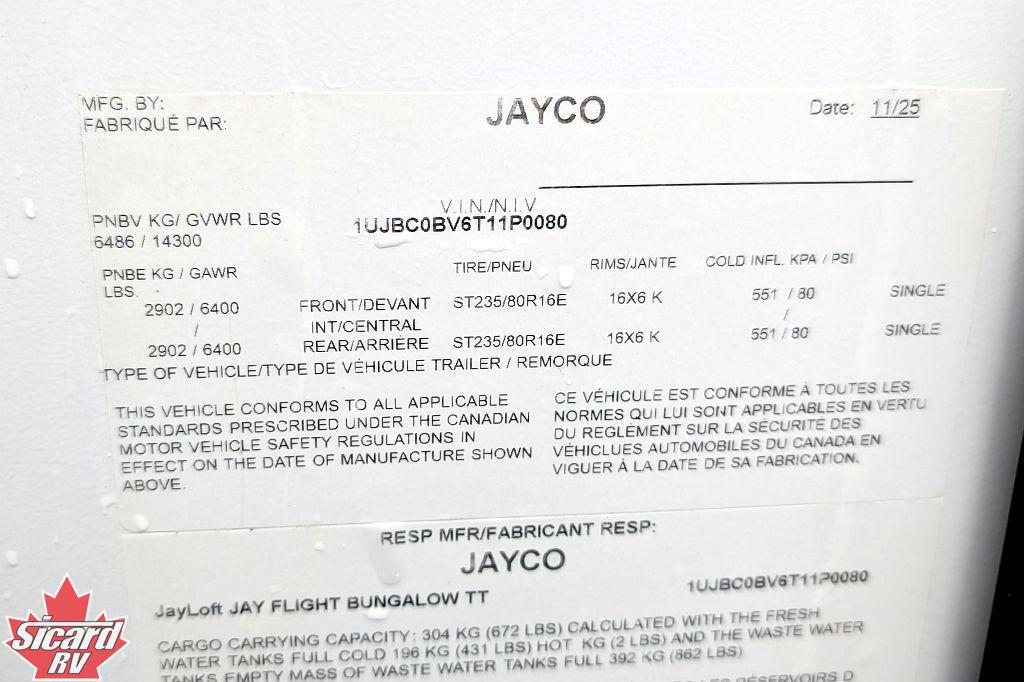 MFG. BY:
FABRIQUÉ PAR:
JAYCO
Date: 11/25
V.I.N./N.I.V
1UJBC0BV6T11P0080
PNBV KG/ GVWR LBS
6486 / 14300
PNBE KG / GAWR
LBS.
TIRE/PNEU RIMS/JANTE COLD INFL. KPA / PSI
2902 / 6400 FRONT/DEVANT ST235/80R16E 16X6 K 551 / 80 SINGLE
/ INT/CENTRAL /
2902 / 6400 REAR/ARRIÈRE ST235/80R16E 16X6 K 551 / 80 SINGLE
TYPE OF VEHICLE/TYPE DE VÉHICULE TRAILER / REMORQUE
THIS VEHICLE CONFORMS TO ALL APPLICABLE
STANDARDS PRESCRIBED UNDER THE CANADIAN
MOTOR VEHICLE SAFETY REGULATIONS IN
EFFECT ON THE DATE OF MANUFACTURE SHOWN
ABOVE.
CE VÉHICULE EST CONFORME À TOUTES LES
NORMES QUI LUI SONT APPLICABLES EN VERTU
DU REGLÈMENT SUR LA SÉCURITÉ DES
VÉHICLUES AUTOMOBILES DU CANADA EN
VIGUER À LA DATE DE SA FABRICATION.
RESP MFR/FABRICANT RESP:
JAYCO
1UJBC0BV6T11P0080
JayLoft JAY FLIGHT BUNGALOW TT
CARGO CARRYING CAPACITY: 304 KG (672 LBS) CALCULATED WITH THE FRESH
WATER TANKS FULL COLD 196 KG (431 LBS) HOT KG (2 LBS) AND THE WASTE WATER
TANKS EMPTY MASS OF WASTE WATER TANKS FULL 392 KG (862 LBS)
LES RÉSERVOIRS D
Sicard
RV